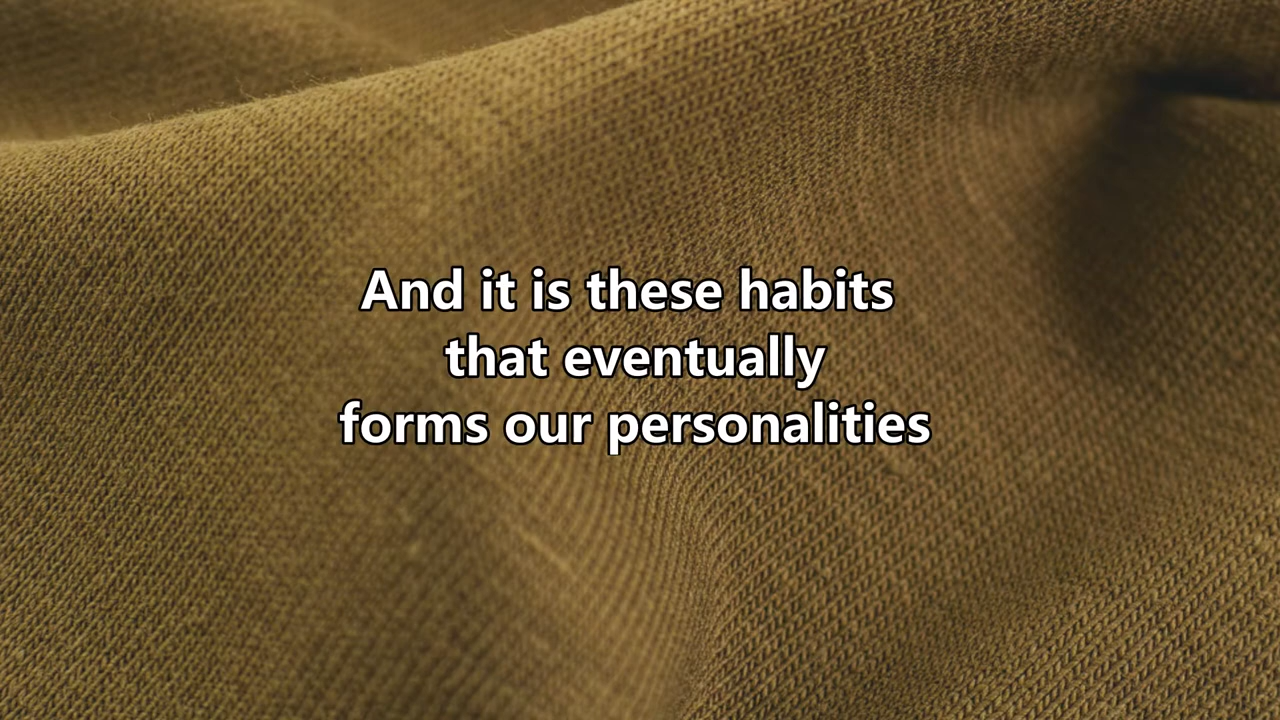 And it is these habits
that eventually
forms our personalities